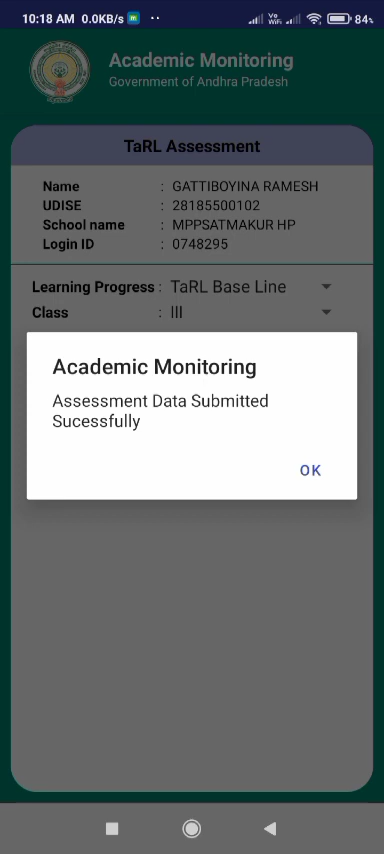 10:18 AM 0.0KB/s m ·· Vo WiFi 84%
Academic Monitoring
Government of Andhra Pradesh
TaRL Assessment
Name : GATTIBOYINA RAMESH
UDISE : 28185500102
School name : MPPSATMAKUR HP
Login ID : 0748295
Learning Progress : TaRL Base Line
Class : III
Academic Monitoring
Assessment Data Submitted
Sucessfully
OK